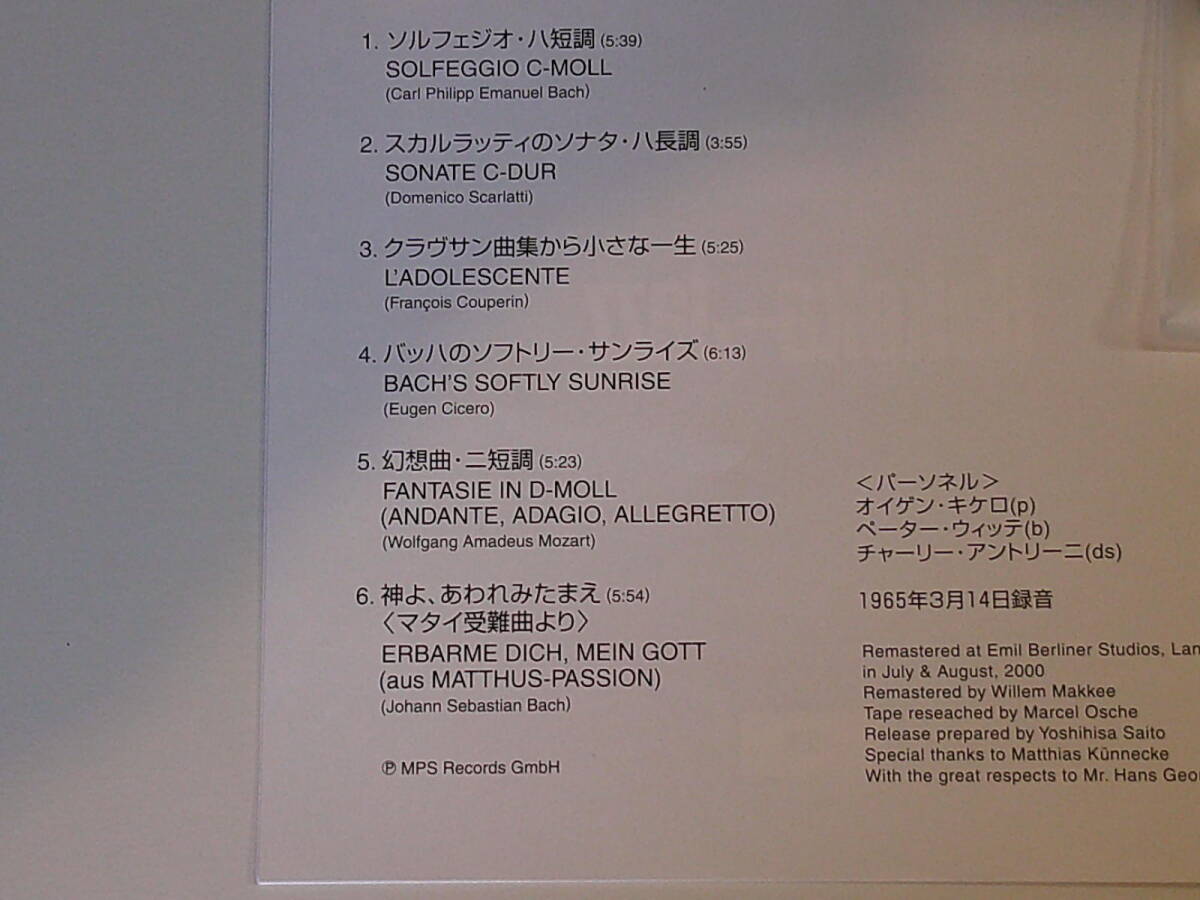 1. ソルフェジオ・ハ短調 (5:39)
SOLFEGGIO C-MOLL
(Carl Philipp Emanuel Bach)
2. スカルラッティのソナタ・ハ長調 (3:55)
SONATE C-DUR
(Domenico Scarlatti)
3. クラヴサン曲集から小さな一生 (5:25)
L'ADOLESCENTE
(François Couperin)
4. バッハのソフトリー・サンライズ (6:13)
BACH'S SOFTLY SUNRISE
(Eugen Cicero)
5. 幻想曲・ニ短調 (5:23)
FANTASIE IN D-MOLL
(ANDANTE, ADAGIO, ALLEGRETTO)
(Wolfgang Amadeus Mozart)
6. 神よ、あわれみたまえ (5:54)
〈マタイ受難曲より〉
ERBARME DICH, MEIN GOTT
(aus MATTHUS-PASSION)
(Johann Sebastian Bach)
℗ MPS Records GmbH
＜パーソネル＞
オイゲン・キケロ(p)
ペーター・ウィッテ(b)
チャーリー・アントリーニ(ds)
1965年3月14日録音
Remastered at Emil Berliner Studios, Lan
in July & August, 2000
Remastered by Willem Makkee
Tape reseached by Marcel Osche
Release prepared by Yoshihisa Saito
Special thanks to Matthias Künnecke
With the great respects to Mr. Hans Geor